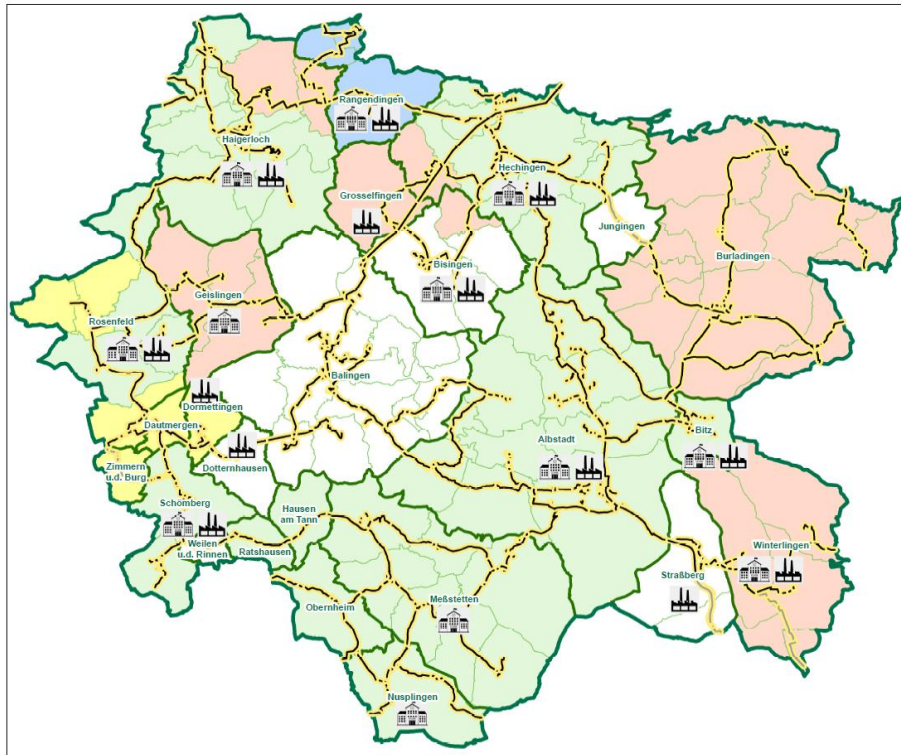 Rangendingen
Haigerloch
Hechingen
Grosselfingen
Jungingen
Burladingen
Bisingen
Geislingen
Rosenfeld
Balingen
Dormettingen
Dautmergen
Bitz
Albstadt
Zimmern
u.d. Burg
Dotternhausen
Schömberg
Hausen
am Tann
Weilen
u.d. Rinnen
Ratshausen
Winterlingen
Straßberg
Obernheim
Meßstetten
Nusplingen